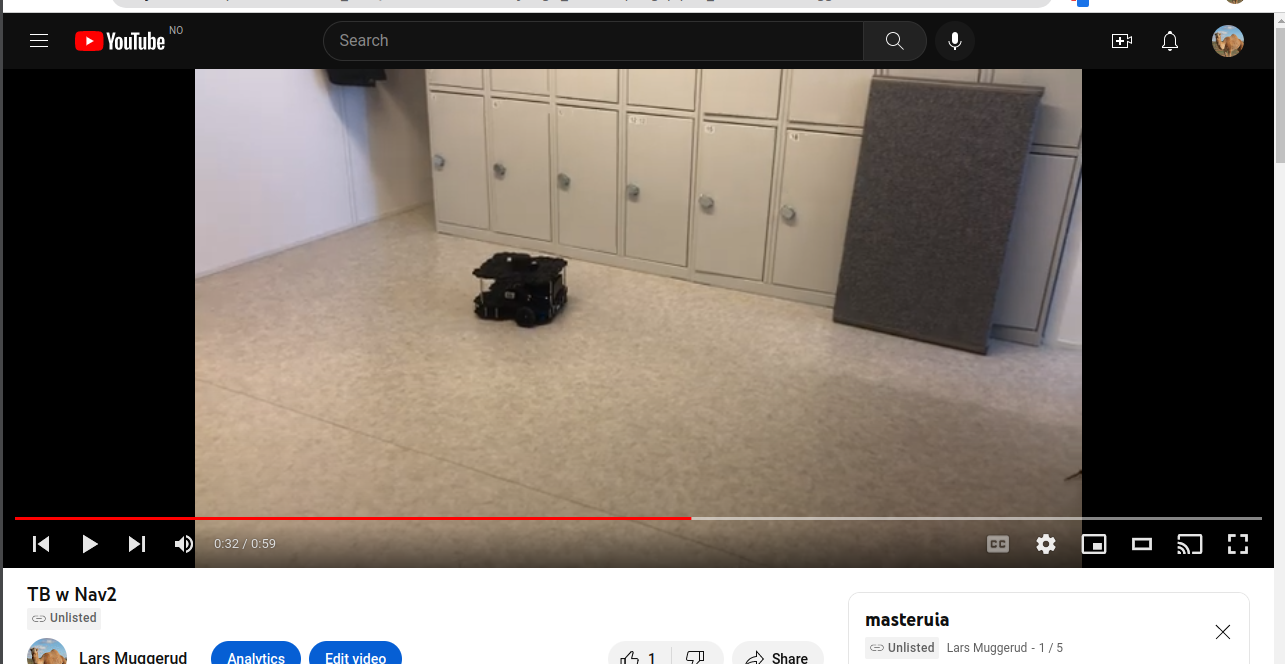 YouTube NO
Search
CC
0:32 / 0:59
TB w Nav2
Unlisted
Lars Muggerud
Analytics
Edit video
1
Share
masteruia
Unlisted Lars Muggerud - 1 / 5